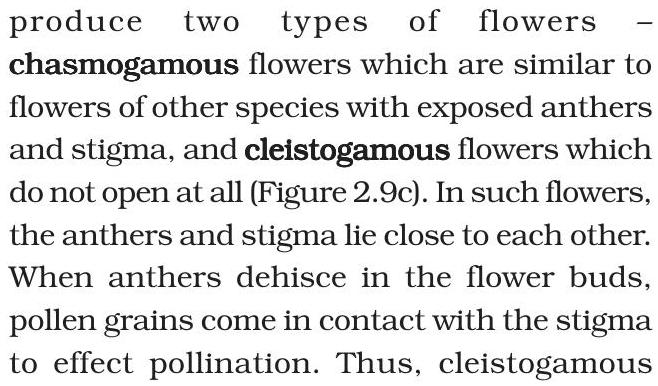 produce two types of flowers –
chasmogamous flowers which are similar to
flowers of other species with exposed anthers
and stigma, and cleistogamous flowers which
do not open at all (Figure 2.9c). In such flowers,
the anthers and stigma lie close to each other.
When anthers dehisce in the flower buds,
pollen grains come in contact with the stigma
to effect pollination. Thus, cleistogamous